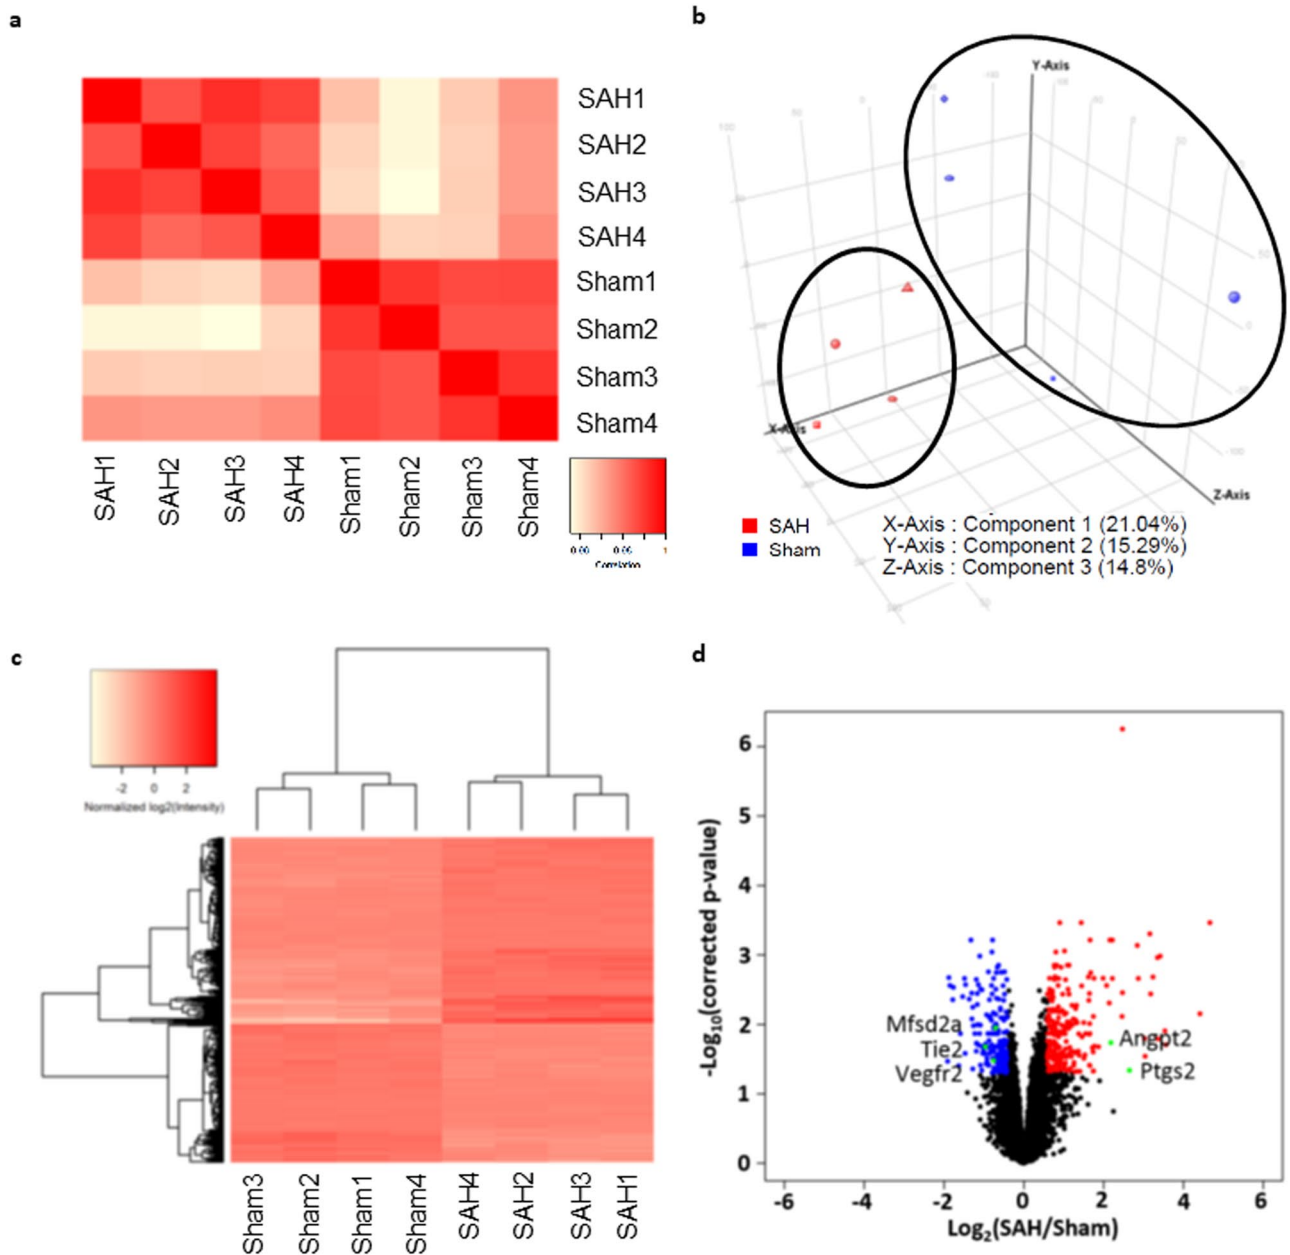 a
SAH1
SAH2
SAH3
SAH4
Sham1
Sham2
Sham3
Sham4
SAH1
SAH2
SAH3
SAH4
Sham1
Sham2
Sham3
Sham4
1
Correlation
b
Y-Axis
X-Axis
Z-Axis
SAH
Sham
X-Axis : Component 1 (21.04%)
Y-Axis : Component 2 (15.29%)
Z-Axis : Component 3 (14.8%)
c
-2 0 2
Normalized log2(Intensity)
Sham3
Sham2
Sham1
Sham4
SAH4
SAH2
SAH3
SAH1
d
-Log10(corrected p-value)
6
5
4
3
2
1
0
Mfsd2a
Tie2
Vegfr2
Angpt2
Ptgs2
-6 -4 -2 0 2 4 6
Log2(SAH/Sham)